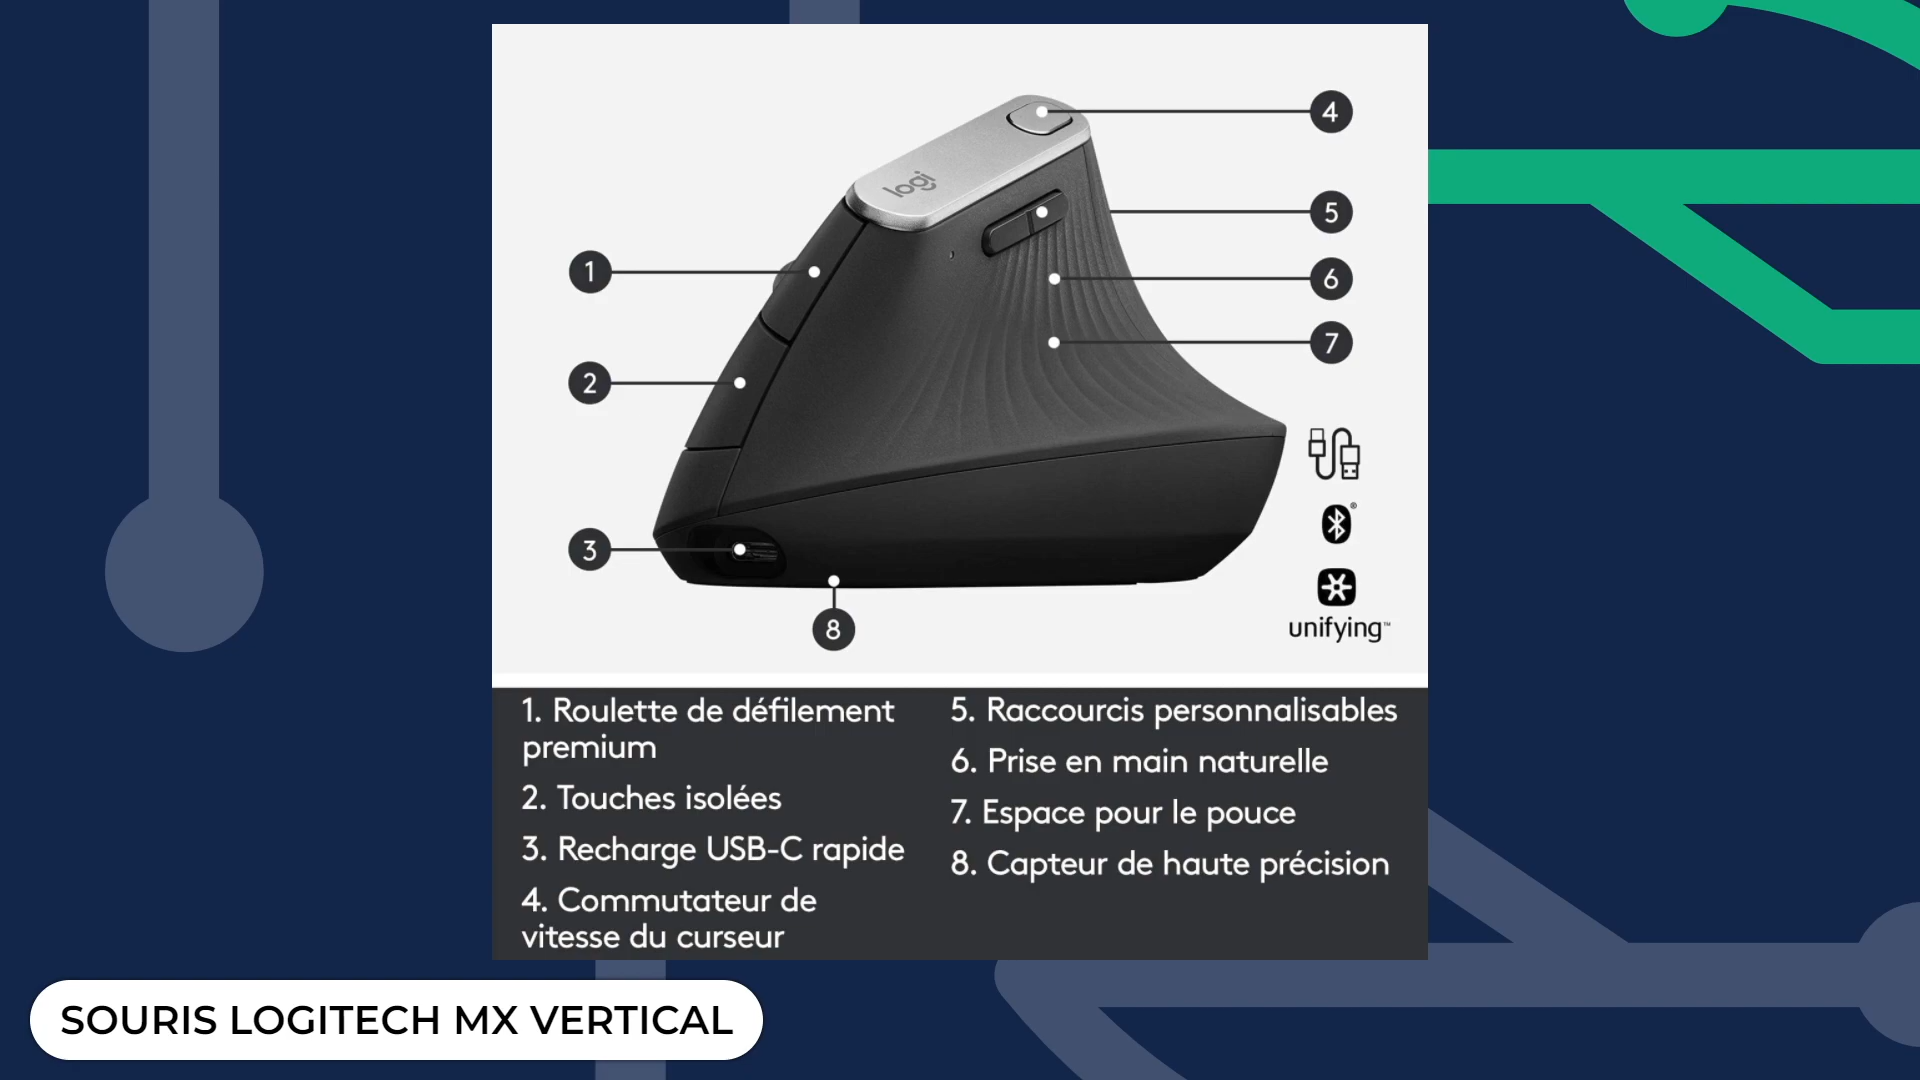 logi
4
5
1
6
7
2
3
8
®
unifying™
1. Roulette de défilement
premium
2. Touches isolées
3. Recharge USB-C rapide
4. Commutateur de
vitesse du curseur
5. Raccourcis personnalisables
6. Prise en main naturelle
7. Espace pour le pouce
8. Capteur de haute précision
SOURIS LOGITECH MX VERTICAL